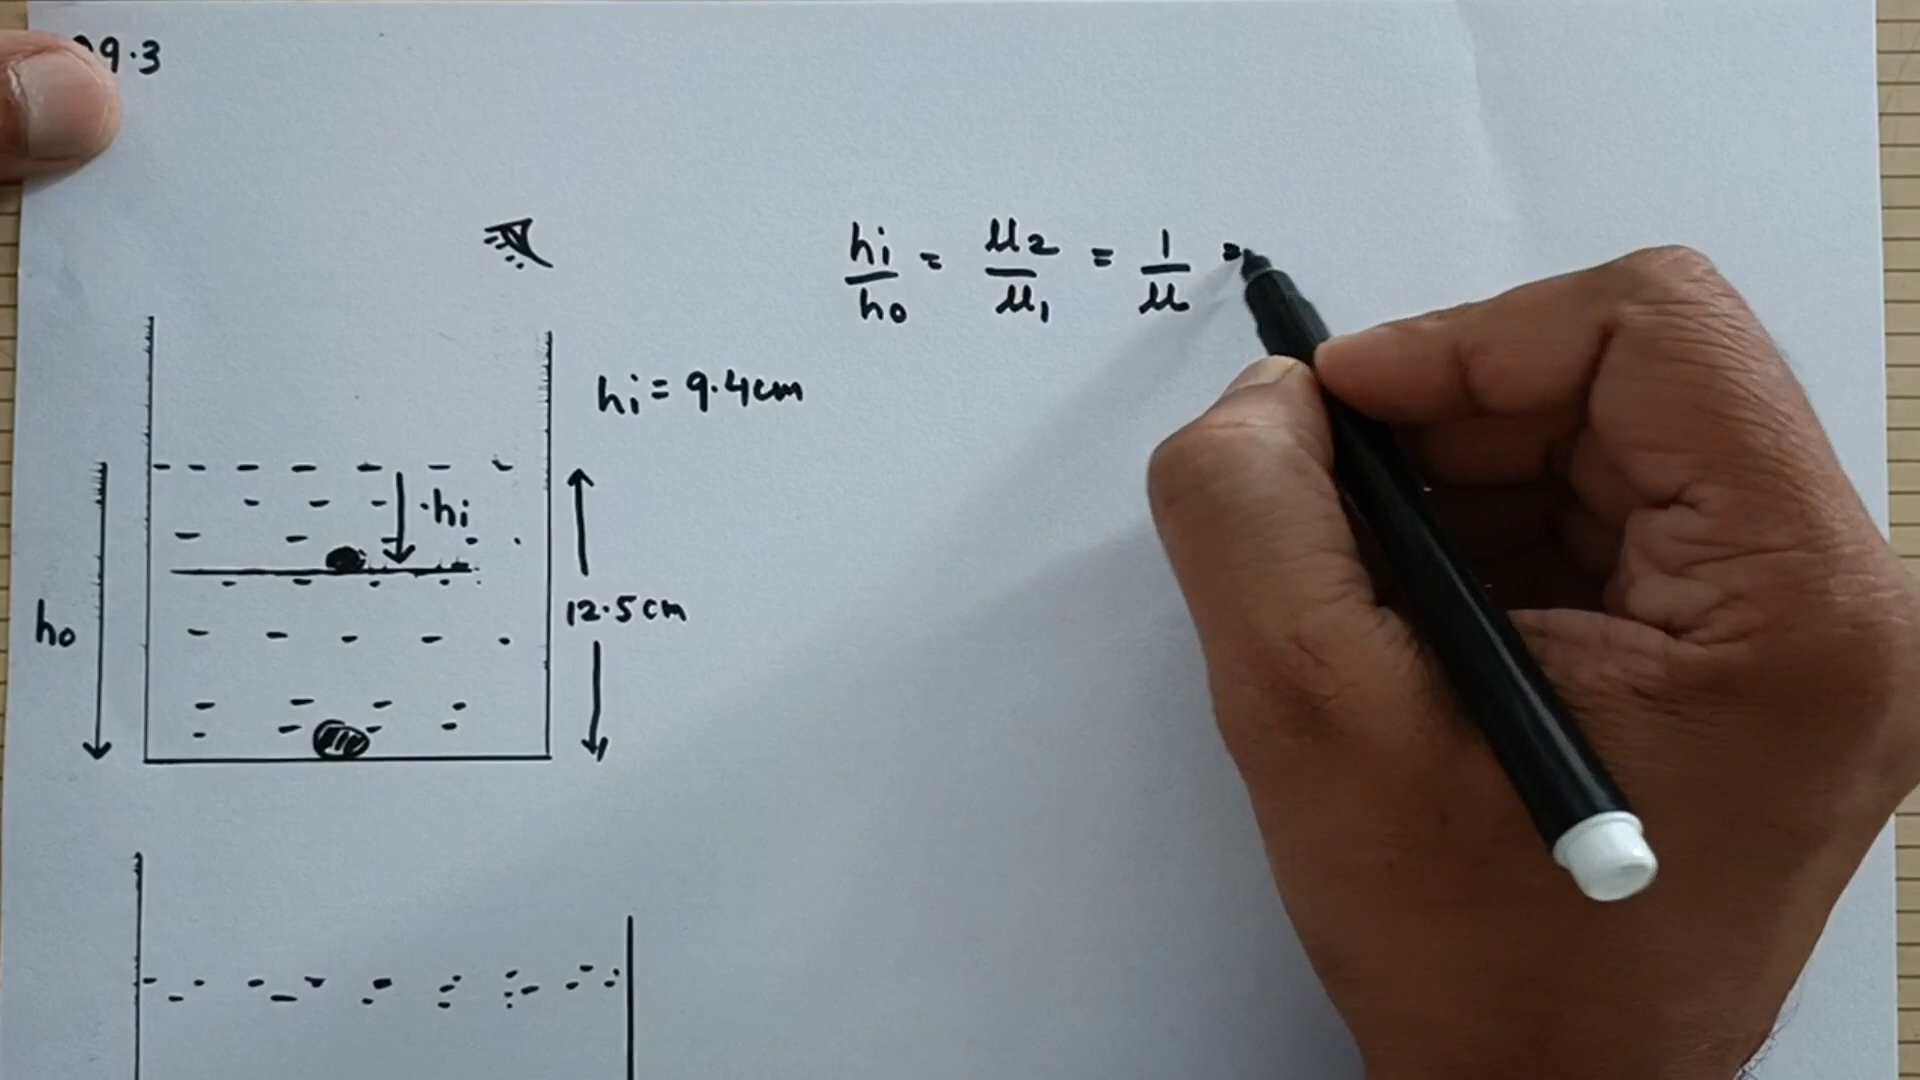 9.3
hi/ho = μ2/μ1 = 1/μ =
hi = 9.4cm
hi
ho
12.5cm